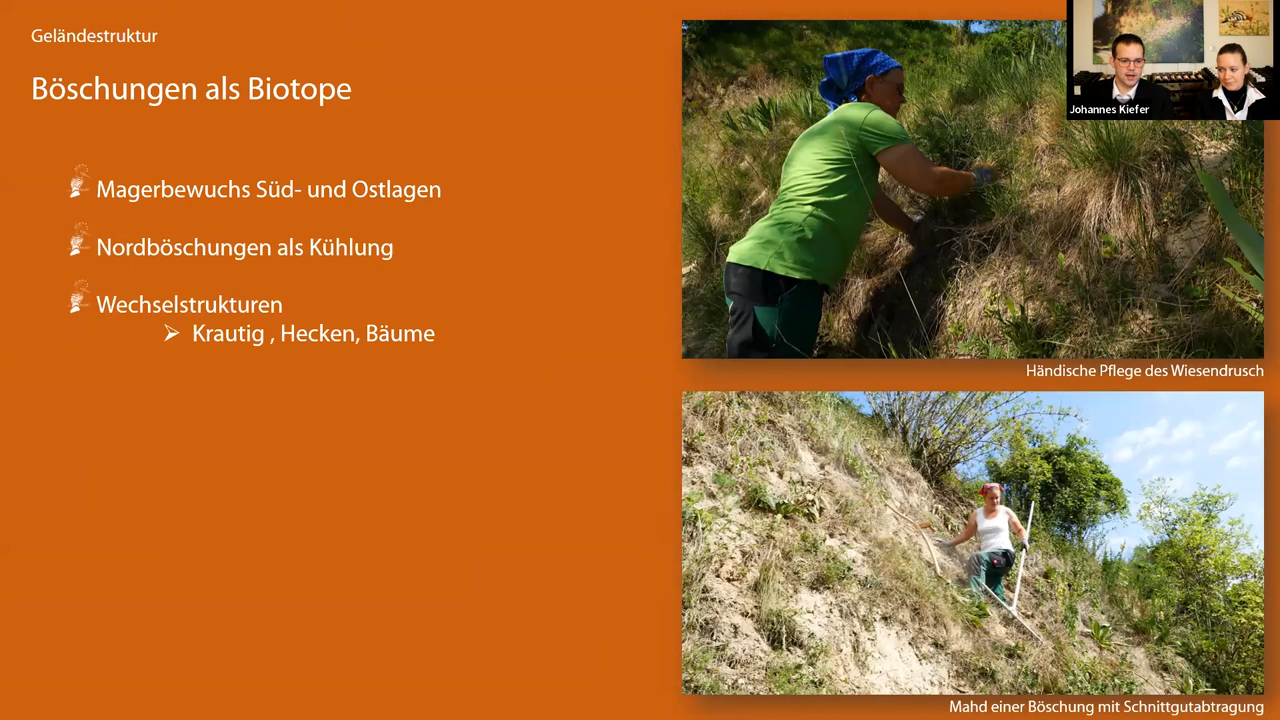 Geländestruktur
Böschungen als Biotope
Magerbewuchs Süd- und Ostlagen
Nordböschungen als Kühlung
Wechselstrukturen
Krautig , Hecken, Bäume
Johannes Kiefer
Händische Pflege des Wiesendrusch
Mahd einer Böschung mit Schnittgutabtragung